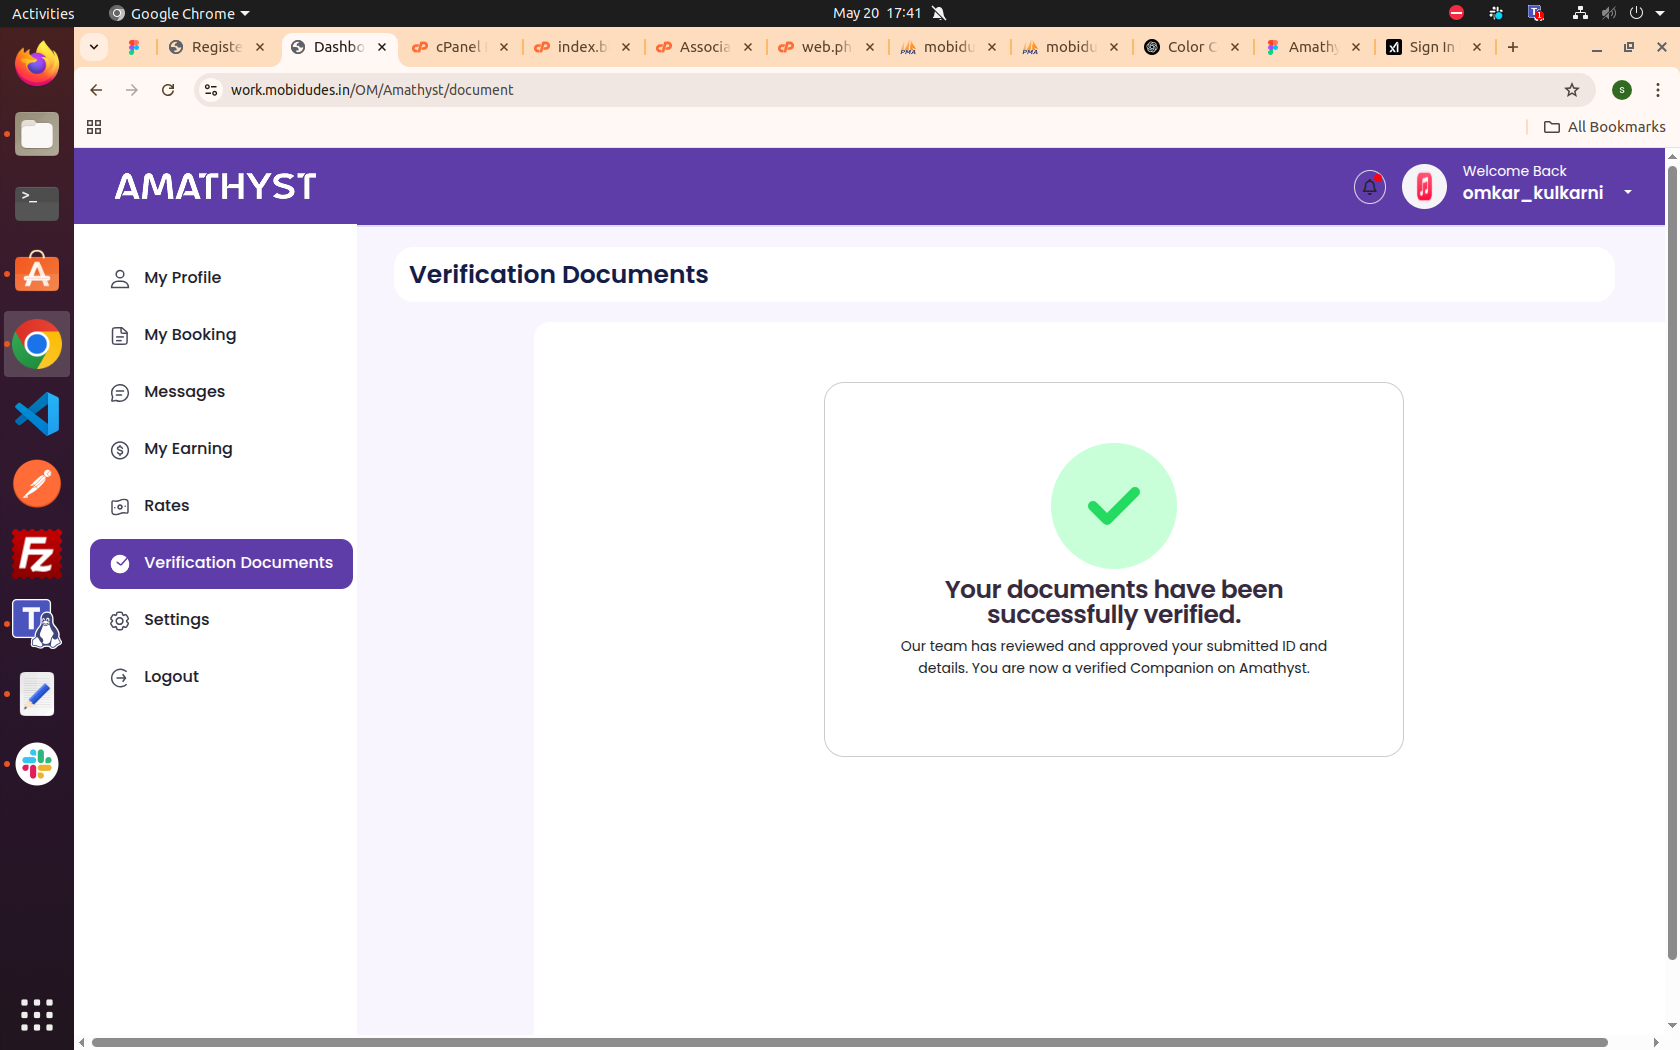 Activities
Google Chrome
May 20 17:41
Registe
Dashbo
cPanel
index.b
Associa
web.ph
mobidu
mobidu
Color C
Amathy
Sign In
work.mobidudes.in/OM/Amathyst/document
S
All Bookmarks
AMATHYST
Welcome Back
omkar_kulkarni
My Profile
My Booking
Messages
My Earning
Rates
Verification Documents
Settings
Logout
Verification Documents
Your documents have been
successfully verified.
Our team has reviewed and approved your submitted ID and
details. You are now a verified Companion on Amathyst.